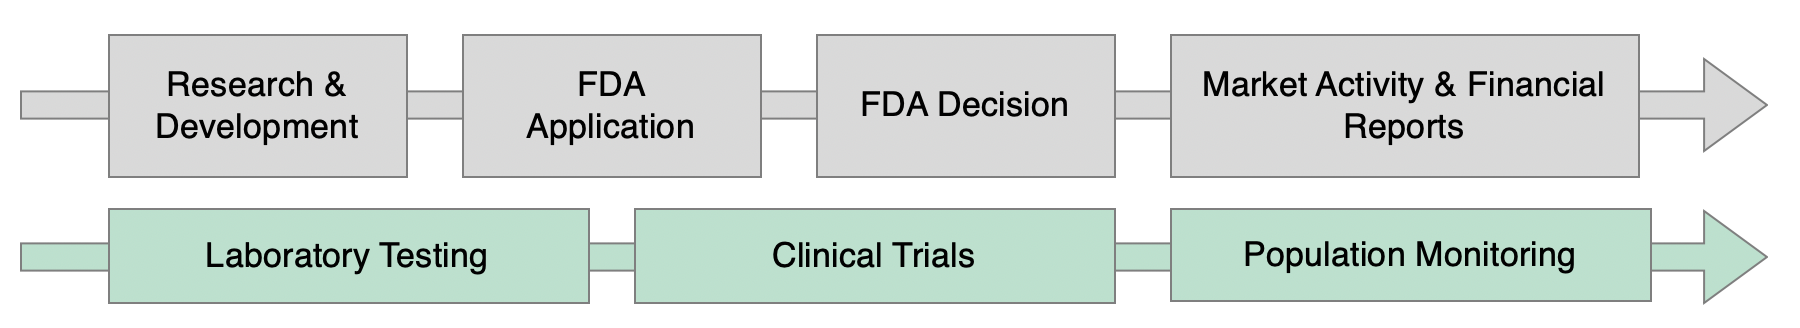 Research &
Development
FDA
Application
FDA Decision
Market Activity & Financial
Reports
Laboratory Testing
Clinical Trials
Population Monitoring